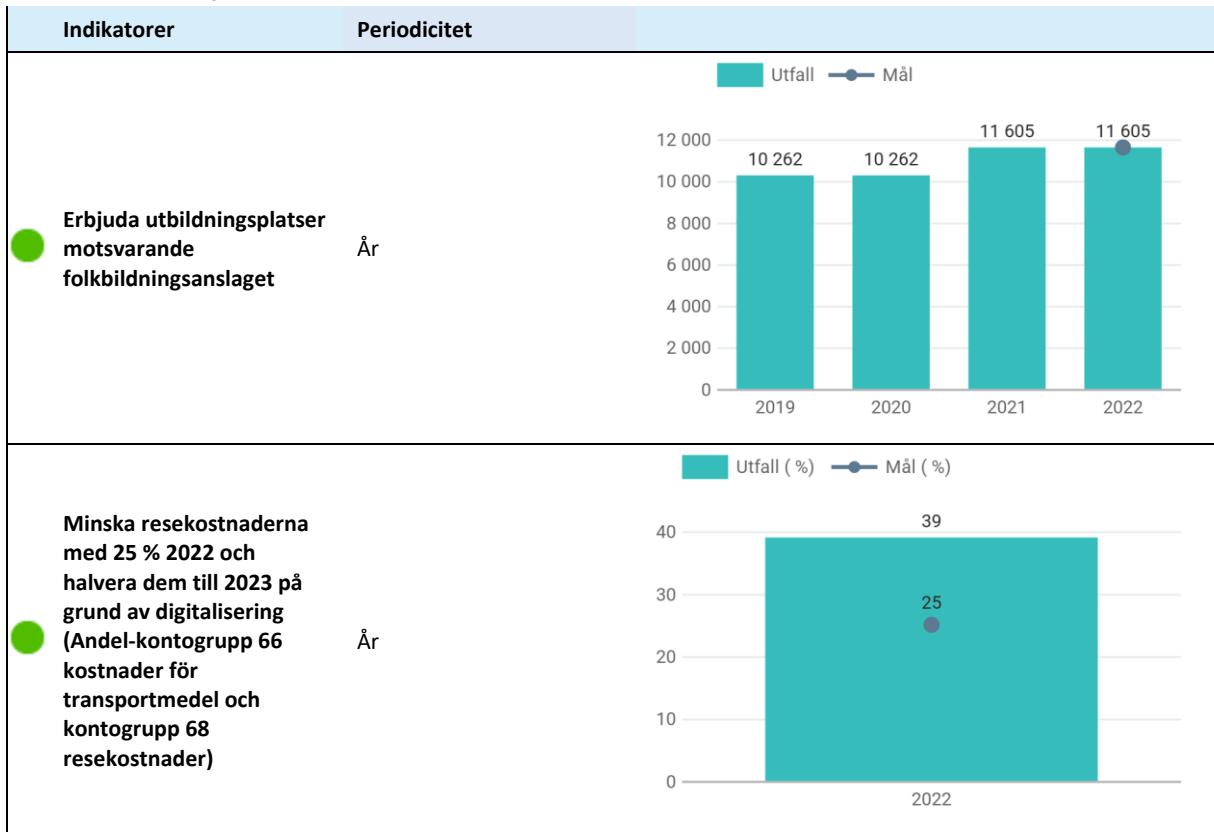 Indikatorer Periodicitet
Erbjuda utbildningsplatser
motsvarande
folkbildningsanslaget
År
Utfall Mål
12 000
10 000
8 000
6 000
4 000
2 000
0
10 262 10 262 11 605 11 605
2019 2020 2021 2022
Minska resekostnaderna
med 25 % 2022 och
halvera dem till 2023 på
grund av digitalisering
(Andel-kontogrupp 66
kostnader för
transportmedel och
kontogrupp 68
resekostnader)
År
Utfall ( %) Mål ( %)
40
30
20
10
0
39
25
2022